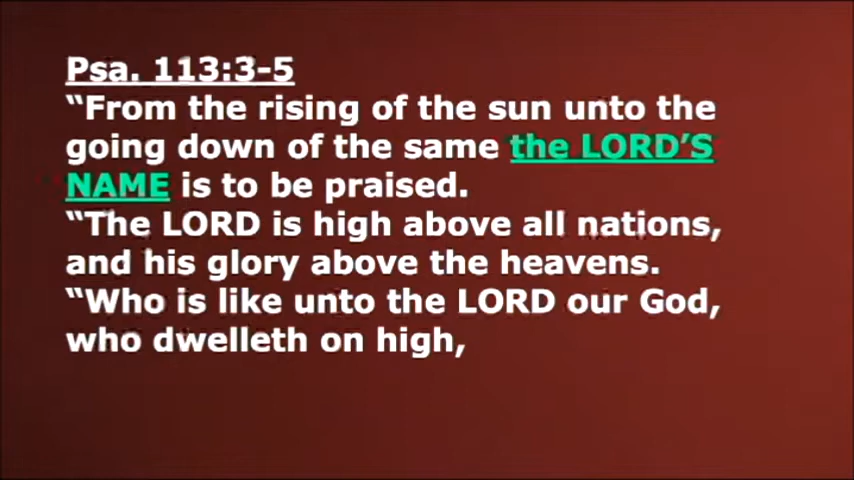 Psa. 113:3-5
“From the rising of the sun unto the
going down of the same the LORD’S
NAME is to be praised.
“The LORD is high above all nations,
and his glory above the heavens.
“Who is like unto the LORD our God,
who dwelleth on high,